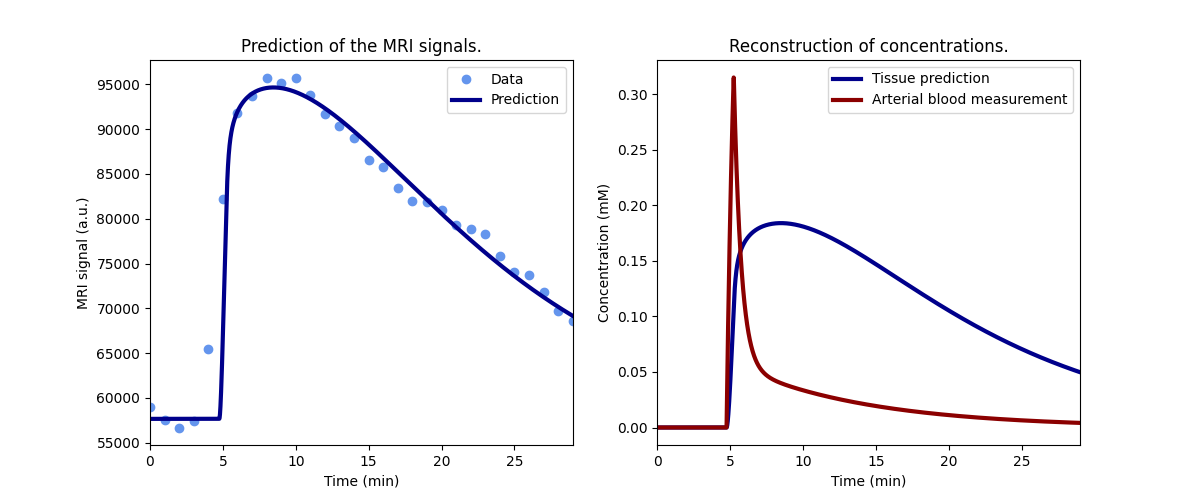 Prediction of the MRI signals.
MRI signal (a.u.)
95000
90000
85000
80000
75000
70000
65000
60000
55000
0 5 10 15 20 25
Time (min)
Data
Prediction
Reconstruction of concentrations.
Concentration (mM)
0.30
0.25
0.20
0.15
0.10
0.05
0.00
0 5 10 15 20 25
Time (min)
Tissue prediction
Arterial blood measurement